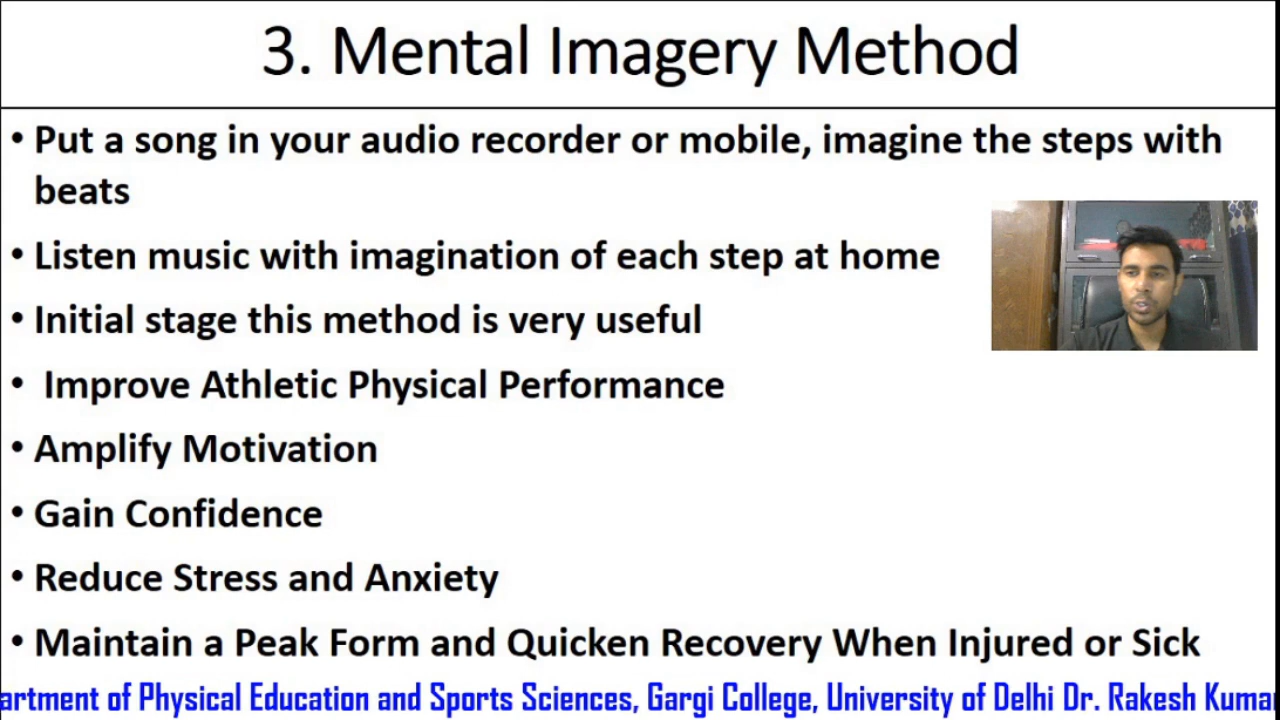 3. Mental Imagery Method
• Put a song in your audio recorder or mobile, imagine the steps with
beats
• Listen music with imagination of each step at home
• Initial stage this method is very useful
• Improve Athletic Physical Performance
• Amplify Motivation
• Gain Confidence
• Reduce Stress and Anxiety
• Maintain a Peak Form and Quicken Recovery When Injured or Sick
artment of Physical Education and Sports Sciences, Gargi College, University of Delhi Dr. Rakesh Kumar